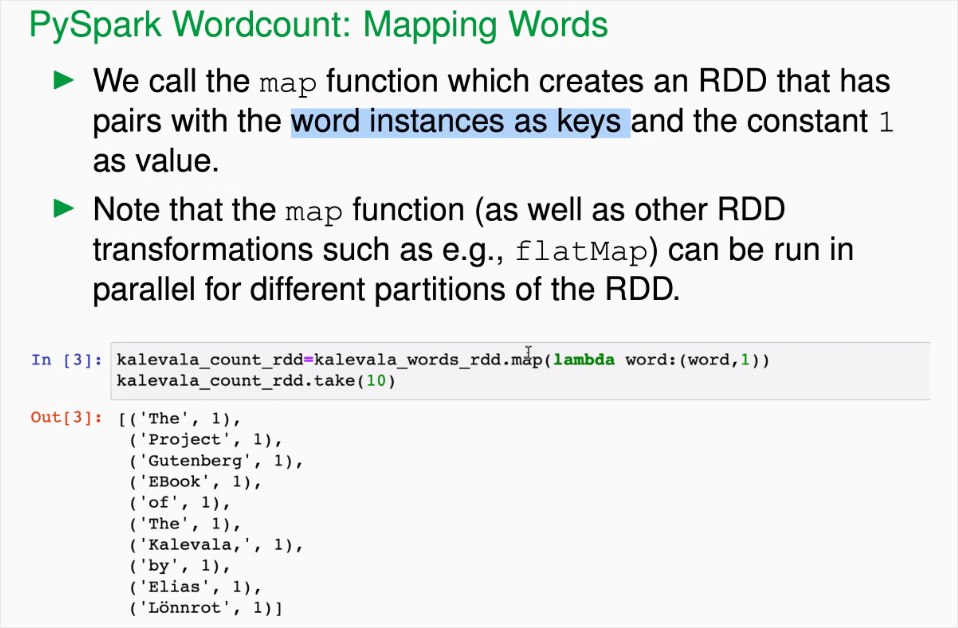 PySpark Wordcount: Mapping Words
We call the map function which creates an RDD that has
pairs with the word instances as keys and the constant 1
as value.
Note that the map function (as well as other RDD
transformations such as e.g., flatMap) can be run in
parallel for different partitions of the RDD.
In [3]: kalevala_count_rdd=kalevala_words_rdd.map(lambda word:(word,1))
kalevala_count_rdd.take(10)
Out[3]: [('The', 1),
('Project', 1),
('Gutenberg', 1),
('EBook', 1),
('of', 1),
('The', 1),
('Kalevala,', 1),
('by', 1),
('Elias', 1),
('Lönnrot', 1)]